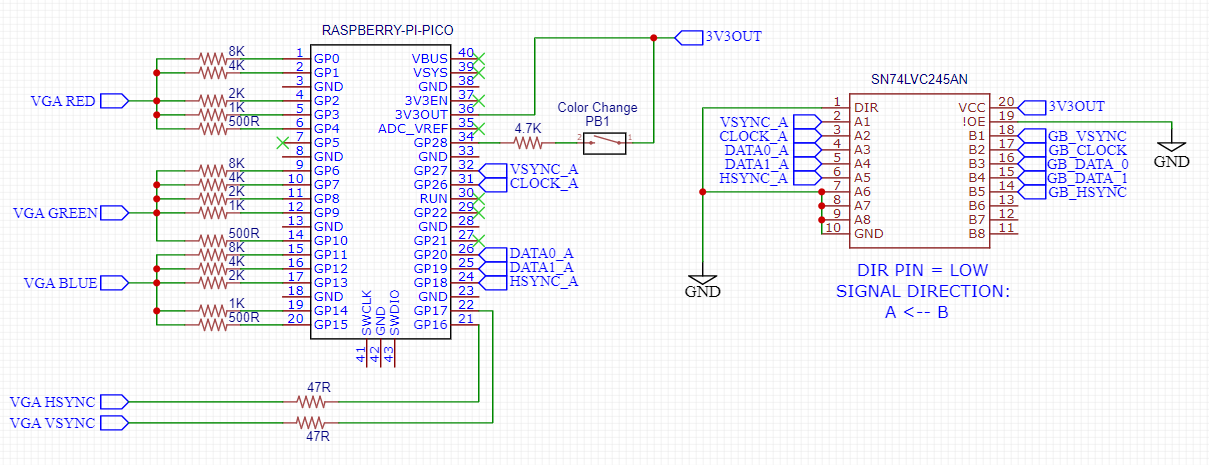 RASPBERRY-PI-PICO
VGA RED
8K
4K
2K
1K
500R
VGA GREEN
8K
4K
2K
1K
500R
VGA BLUE
8K
4K
2K
1K
500R
1 GP0
2 GP1
3 GND
4 GP2
5 GP3
6 GP4
7 GP5
8 GND
9 GP6
10 GP7
11 GP8
12 GP9
13 GND
14 GP10
15 GP11
16 GP12
17 GP13
18 GND
19 GP14
20 GP15
VBUS 40
VSYS 39
GND 38
3V3EN 37
3V3OUT 36
ADC_VREF 35
GP28 34
GND 33
GP27 32
GP26 31
RUN 30
GP22 29
GND 28
GP21 27
GP20 26
GP19 25
GP18 24
GND 23
GP17 22
GP16 21
SWCLK 41
GND 42
SWDIO 43
3V3OUT
4.7K
Color Change
PB1
2
1
VSYNC_A
CLOCK_A
DATA0_A
DATA1_A
HSYNC_A
VGA HSYNC
47R
VGA VSYNC
47R
SN74LVC245AN
VSYNC_A
CLOCK_A
DATA0_A
DATA1_A
HSYNC_A
1 DIR
2 A1
3 A2
4 A3
5 A4
6 A5
7 A6
8 A7
9 A8
10 GND
VCC 20
!OE 19
B1 18
B2 17
B3 16
B4 15
B5 14
B6 13
B7 12
B8 11
3V3OUT
GND
GB_VSYNC
GB_CLOCK
GB_DATA_0
GB_DATA_1
GB_HSYNC
GND
DIR PIN = LOW
SIGNAL DIRECTION:
A <-- B